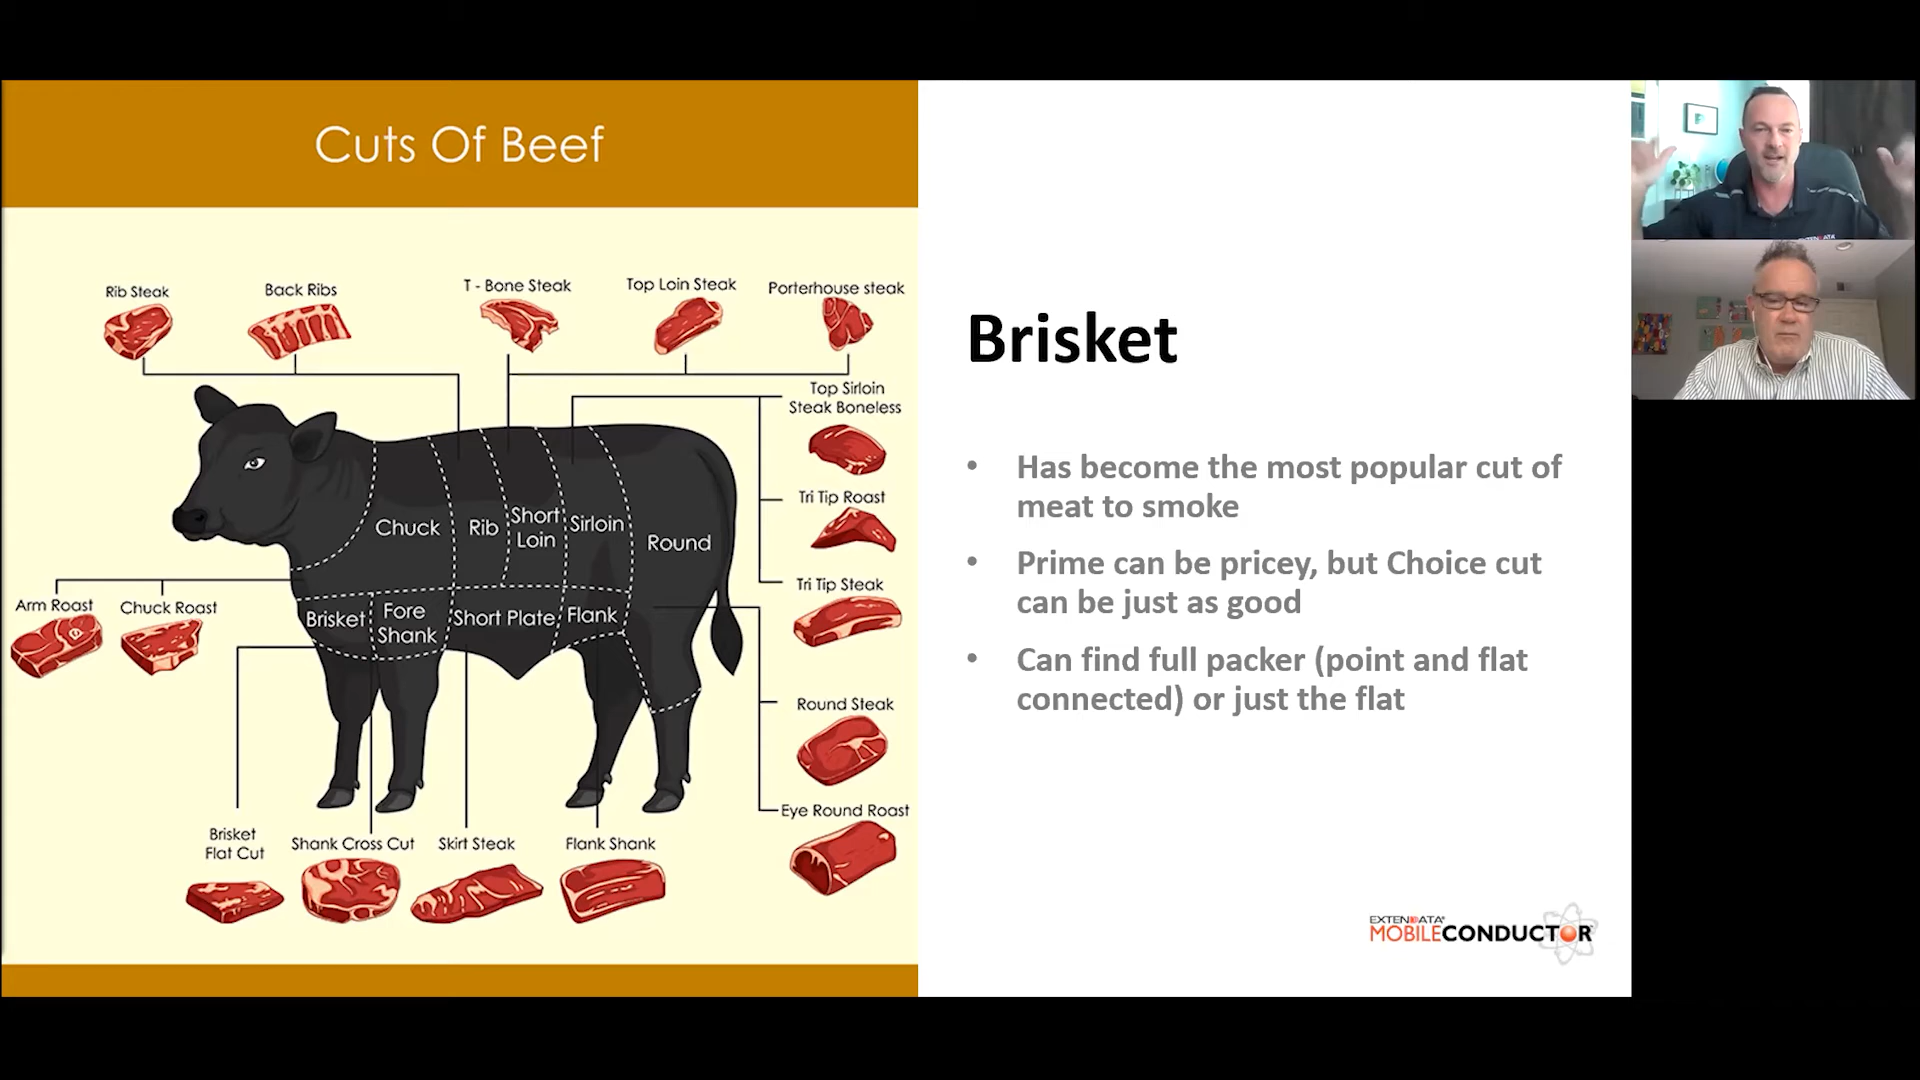 Cuts Of Beef
Rib Steak
Back Ribs
T - Bone Steak
Top Loin Steak
Porterhouse steak
Top Sirloin
Steak Boneless
Tri Tip Roast
Tri Tip Steak
Chuck
Rib
Short
Loin
Sirloin
Round
Brisket
Fore
Shank
Short Plate
Flank
Arm Roast
Chuck Roast
Round Steak
Eye Round Roast
Brisket
Flat Cut
Shank Cross Cut
Skirt Steak
Flank Shank
Brisket
• Has become the most popular cut of
meat to smoke
• Prime can be pricey, but Choice cut
can be just as good
• Can find full packer (point and flat
connected) or just the flat
EXTENDATA®
MOBILECONDUCTOR
EXTENDATA